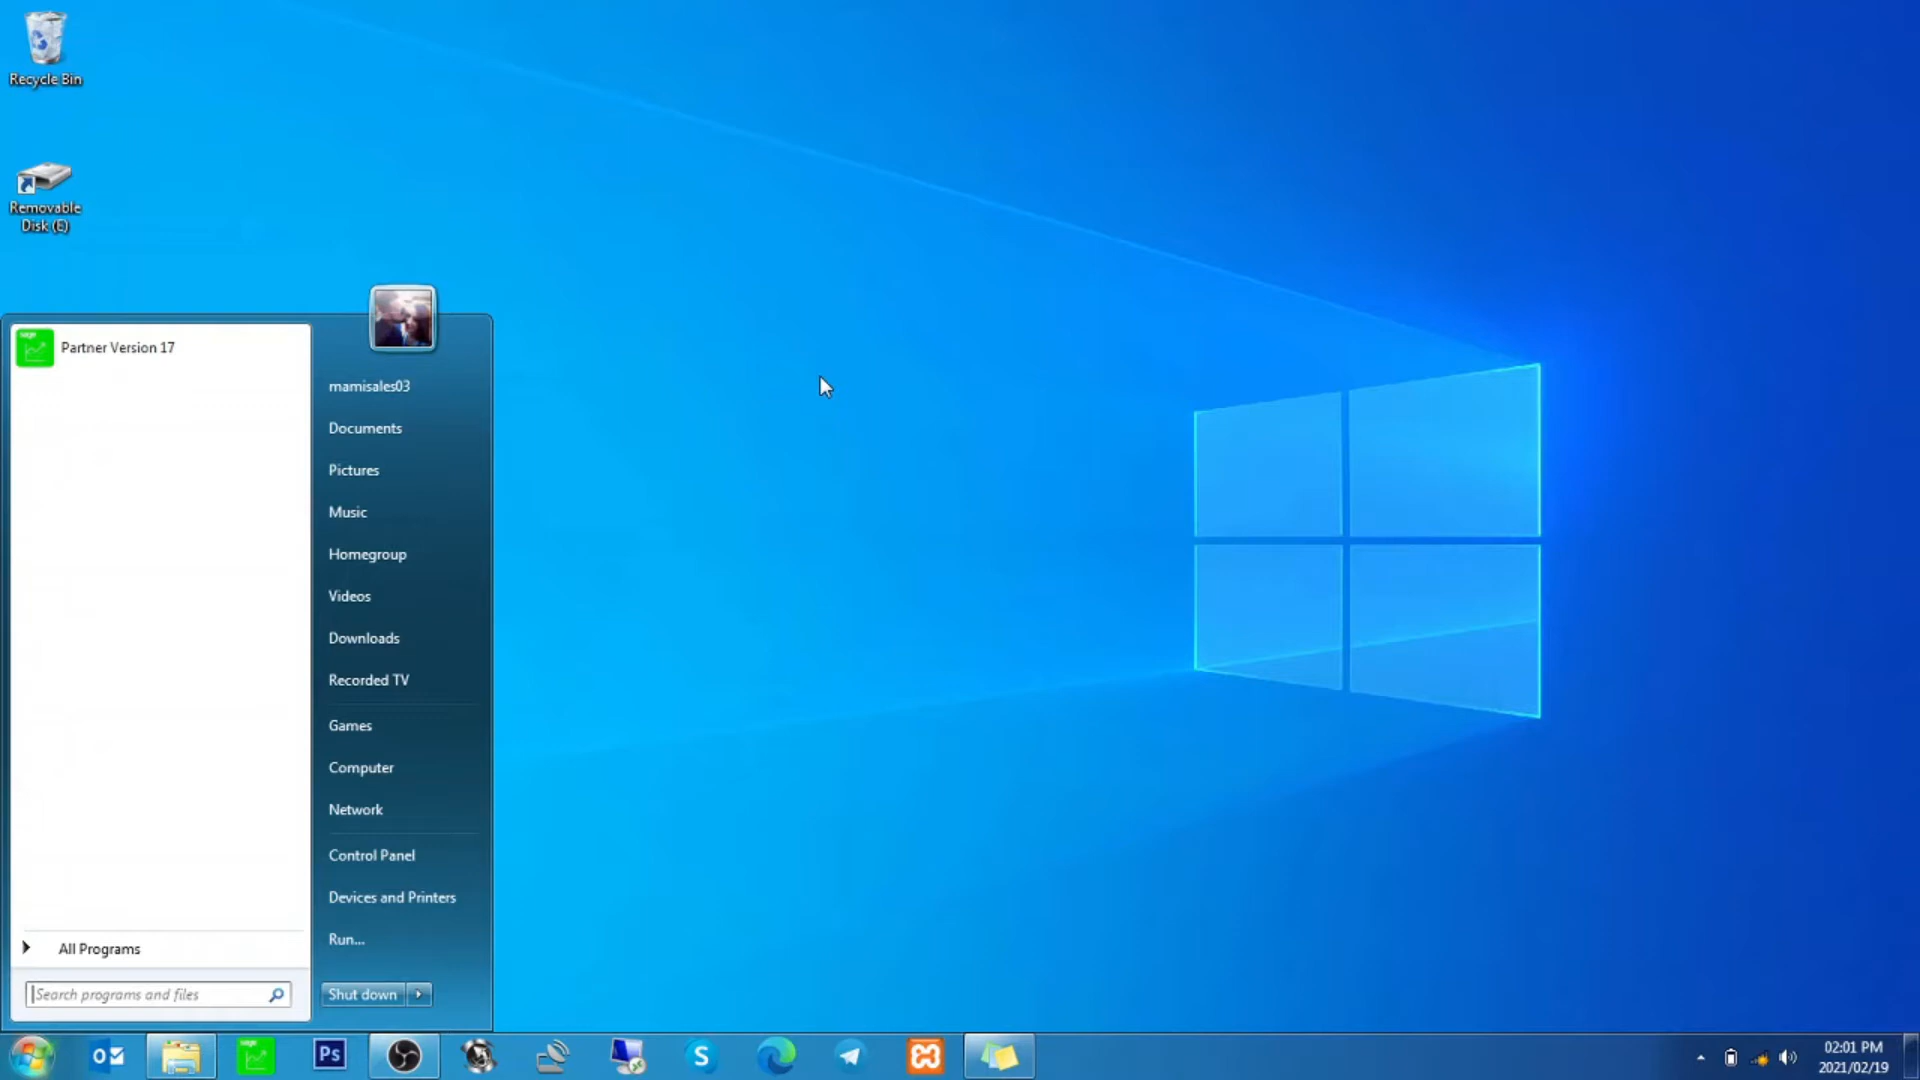 Recycle Bin
Removable
Disk (E)
sage
Partner Version 17
mamisales03
Documents
Pictures
Music
Homegroup
Videos
Downloads
Recorded TV
Games
Computer
Network
Control Panel
Devices and Printers
Run...
All Programs
Search programs and files
Shut down
O
sage
Ps
S
02:01 PM
2021/02/19